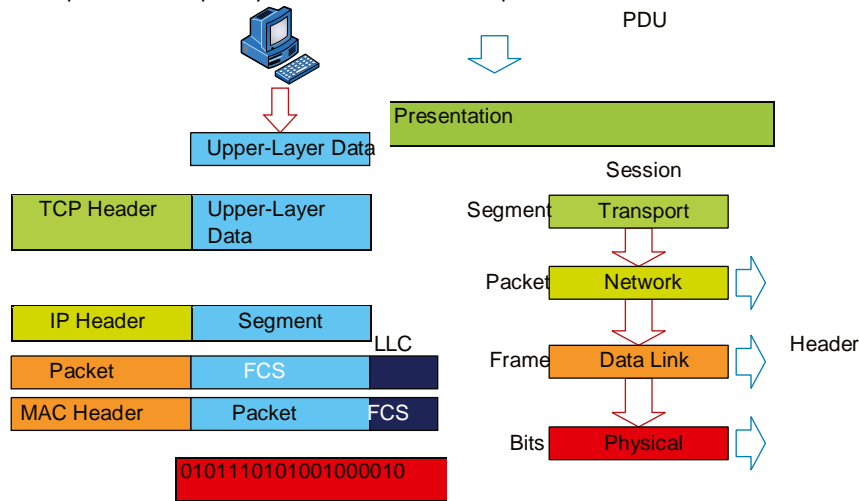 PDU
Presentation
Upper-Layer Data
Session
TCP Header
Upper-Layer
Data
Segment
Transport
Packet
Network
IP Header
Segment
LLC
Packet
FCS
Frame
Data Link
Header
MAC Header
Packet
FCS
Bits
Physical
0101110101001000010